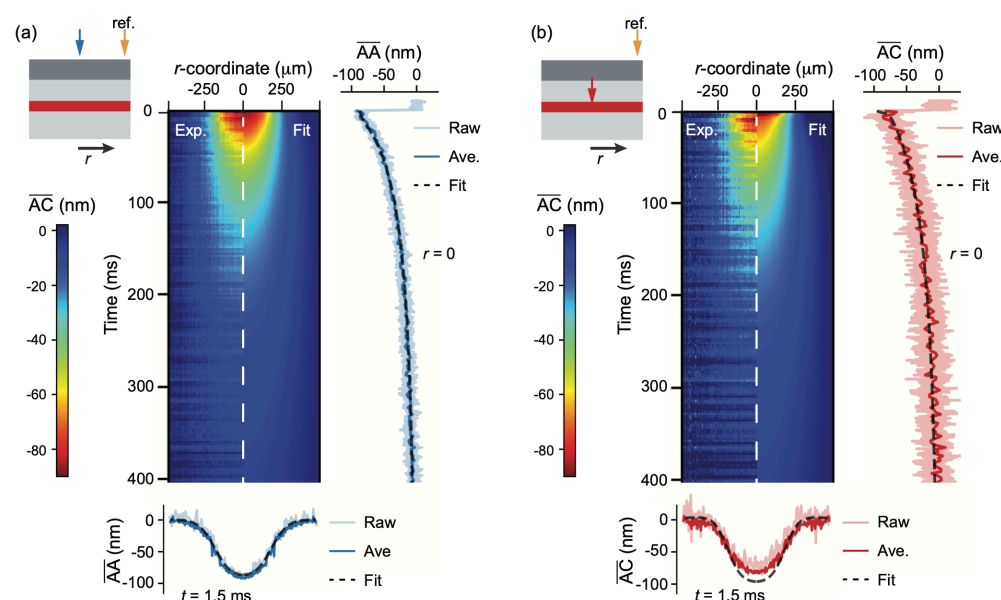 (a)
ref.
r
r-coordinate (μm)
-250 0 250
Exp. Fit
0
100
200
300
400
Time (ms)
AC (nm)
0
-20
-40
-60
-80
AA (nm)
-100 -50 0
Raw
Ave.
Fit
r = 0
AA (nm)
0
-50
-100
t = 1.5 ms
Raw
Ave
Fit
(b)
ref.
r
r-coordinate (μm)
-250 0 250
Exp. Fit
0
100
200
300
400
Time (ms)
AC (nm)
0
-20
-40
-60
-80
AC (nm)
-100 -50 0
Raw
Ave.
Fit
r = 0
AC (nm)
0
-50
-100
t = 1.5 ms
Raw
Ave.
Fit